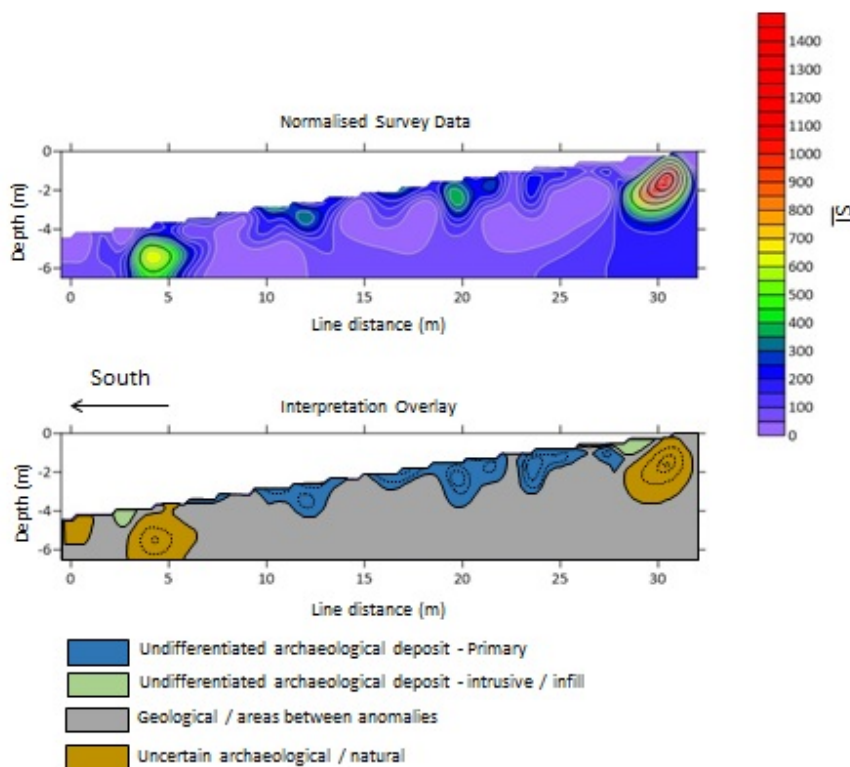 Normalised Survey Data
0
-2
-4
-6
Depth (m)
0 5 10 15 20 25 30
Line distance (m)
1400
1300
1200
1100
1000
900
800
700
600
500
400
300
200
100
0
South
Interpretation Overlay
0
-2
-4
-6
Depth (m)
0 5 10 15 20 25 30
Line distance (m)
Undifferentiated archaeological deposit - Primary
Undifferentiated archaeological deposit - intrusive / infill
Geological / areas between anomalies
Uncertain archaeological / natural